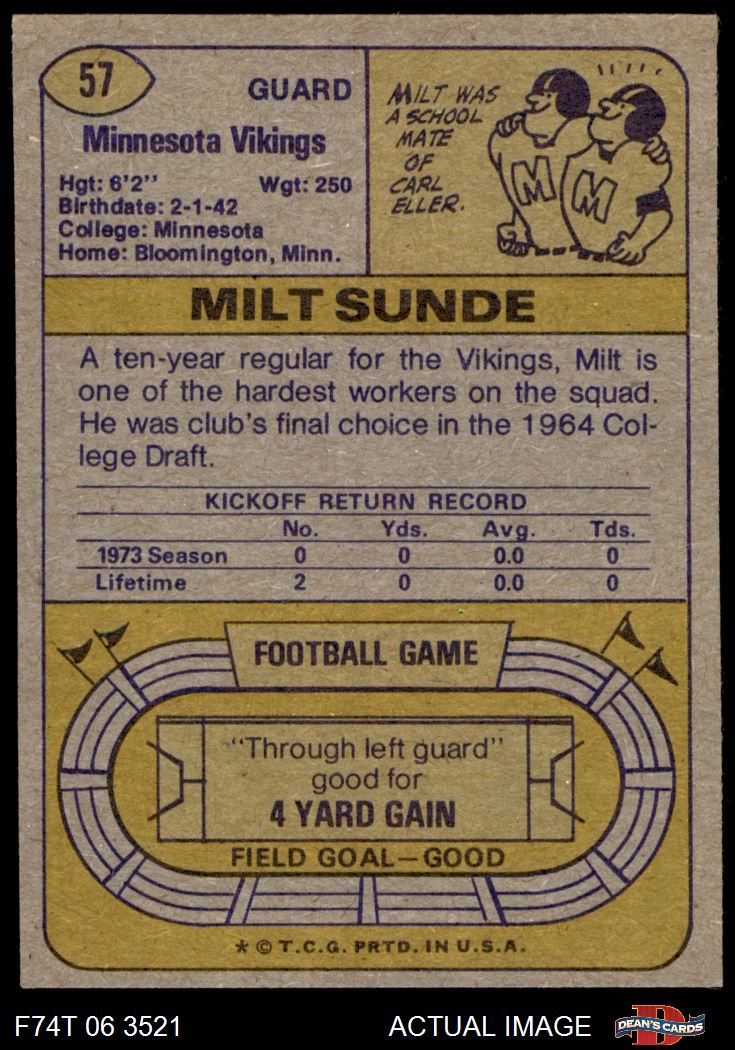 57
GUARD
Minnesota Vikings
Hgt: 6'2" Wgt: 250
Birthdate: 2-1-42
College: Minnesota
Home: Bloomington, Minn.
MILT WAS
A SCHOOL
MATE
OF
CARL
ELLER.
M M
MILT SUNDE
A ten-year regular for the Vikings, Milt is
one of the hardest workers on the squad.
He was club's final choice in the 1964 Col-
lege Draft.
KICKOFF RETURN RECORD
No. Yds. Avg. Tds.
1973 Season 0 0 0.0 0
Lifetime 2 0 0.0 0
FOOTBALL GAME
"Through left guard"
good for
4 YARD GAIN
FIELD GOAL—GOOD
* © T.C.G. PRTD. IN U.S.A.
F74T 06 3521 ACTUAL IMAGE D DEAN'S CARDS